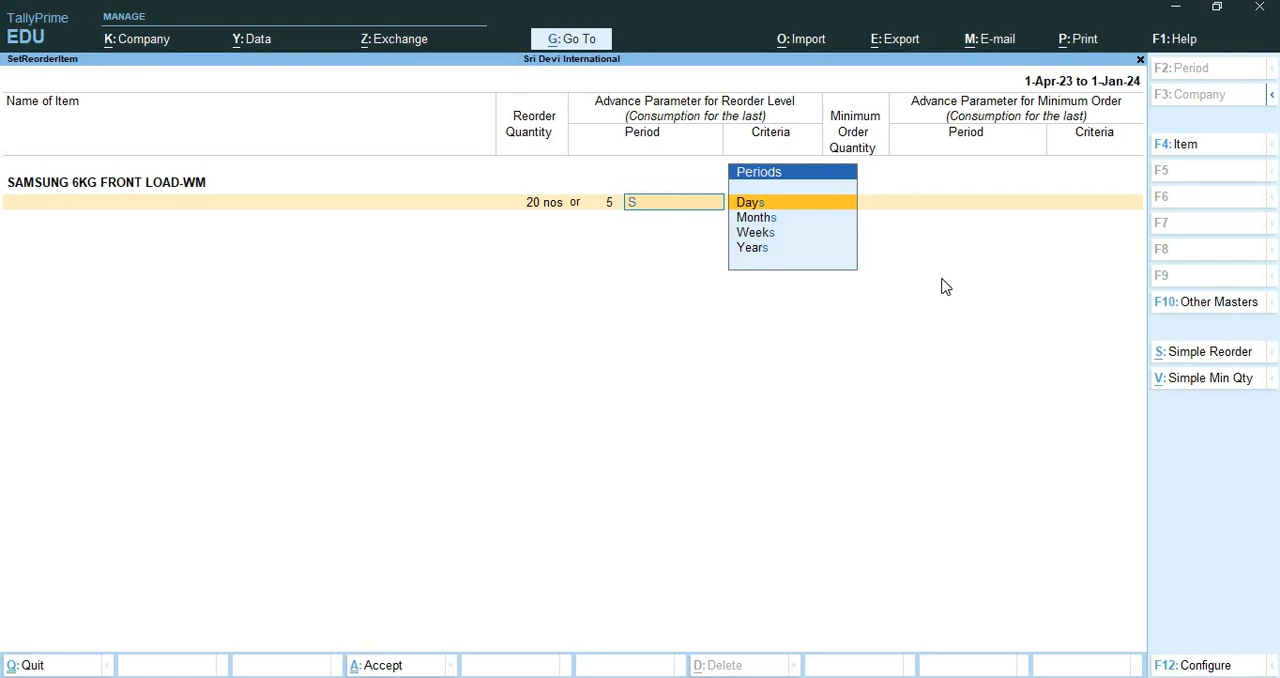 TallyPrime
EDU
MANAGE
K: Company
Y: Data
Z: Exchange
G: Go To
O: Import
E: Export
M: E-mail
P: Print
F1: Help
SetReorderItem
Sri Devi International
1-Apr-23 to 1-Jan-24
Name of Item
Reorder
Quantity
Advance Parameter for Reorder Level
(Consumption for the last)
Period
Criteria
Minimum
Order
Quantity
Advance Parameter for Minimum Order
(Consumption for the last)
Period
Criteria
SAMSUNG 6KG FRONT LOAD-WM
20 nos or 5 S
Periods
Days
Months
Weeks
Years
F2: Period
F3: Company
F4: Item
F5
F6
F7
F8
F9
F10: Other Masters
S: Simple Reorder
V: Simple Min Qty
Q: Quit
A: Accept
D: Delete
F12: Configure